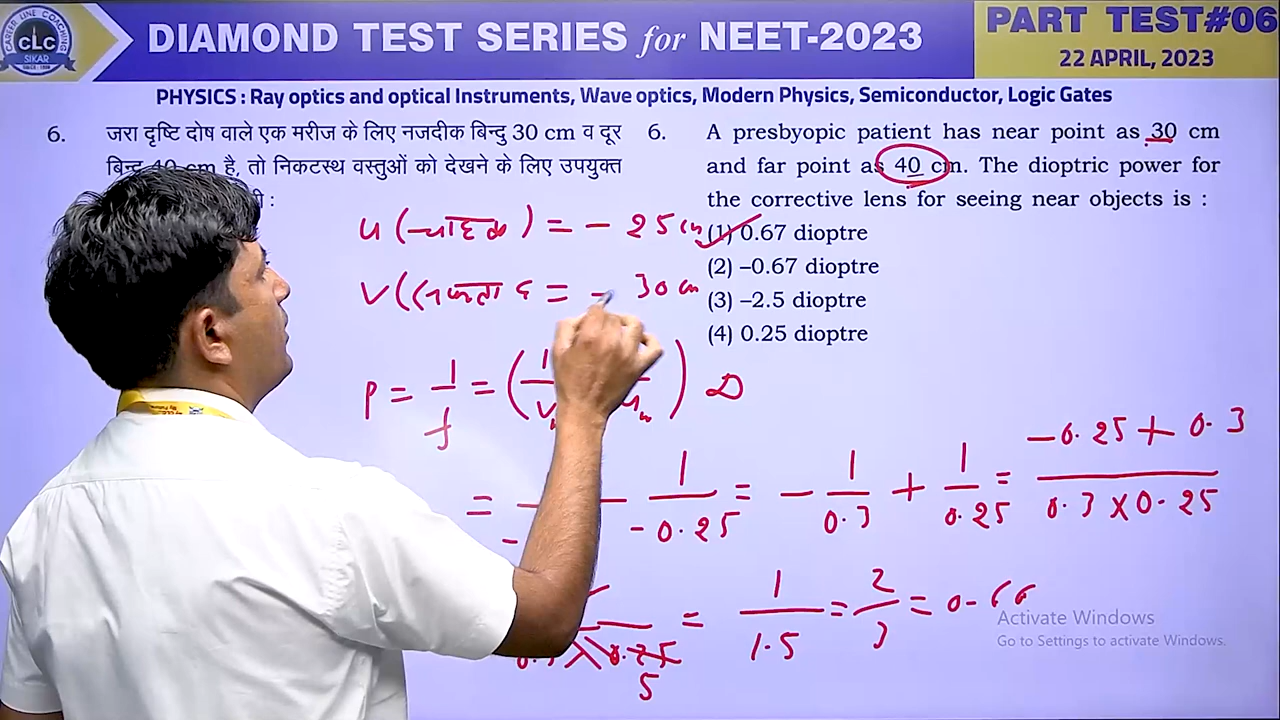 CAREER LINE COACHING
CLC
SIKAR
DIAMOND TEST SERIES for NEET-2023
PART TEST#06
22 APRIL, 2023
PHYSICS : Ray optics and optical Instruments, Wave optics, Modern Physics, Semiconductor, Logic Gates
6. जरा दृष्टि दोष वाले एक मरीज के लिए नजदीक बिन्दु 30 cm व दूर
बिन्दु 40 cm है, तो निकटस्थ वस्तुओं को देखने के लिए उपयुक्त
6. A presbyopic patient has near point as 30 cm
and far point as 40 cm. The dioptric power for
the corrective lens for seeing near objects is :
(1) 0.67 dioptre
(2) –0.67 dioptre
(3) –2.5 dioptre
(4) 0.25 dioptre
u ( ) = - 25 cm
v ( = - 30 cm
P = 1/f = (1/v ) D
= - 1/-0.25 = - 1/0.3 + 1/0.25 = -0.25 + 0.3/0.3 × 0.25
5 = 1/1.5 = 2/3 = 0.66
Activate Windows
Go to Settings to activate Windows.